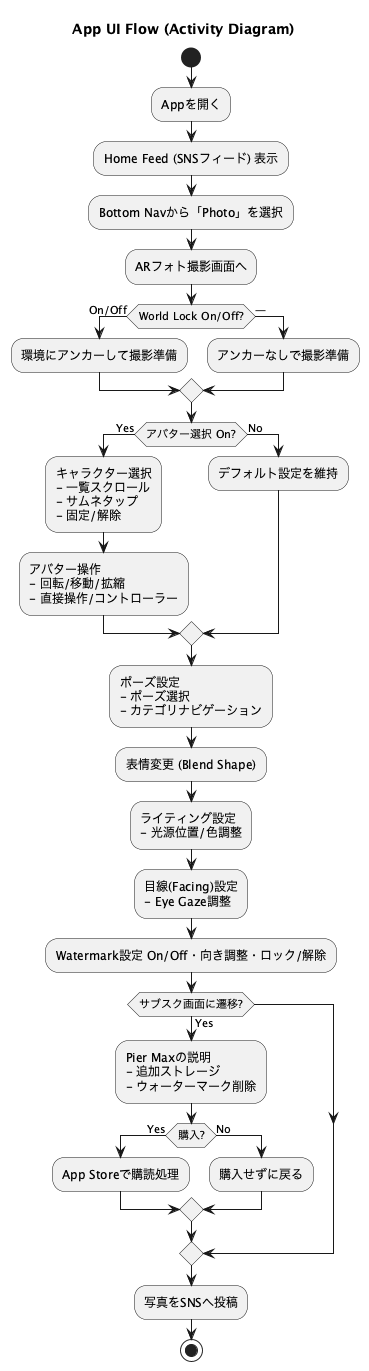 App UI Flow (Activity Diagram)
Appを開く
Home Feed (SNSフィード) 表示
Bottom Navから「Photo」を選択
ARフォト撮影画面へ
World Lock On/Off?
On/Off
—
環境にアンカーして撮影準備
アンカーなしで撮影準備
アバター選択 On?
Yes
No
キャラクター選択
– 一覧スクロール
– サムネタップ
– 固定/解除
デフォルト設定を維持
アバター操作
– 回転/移動/拡縮
– 直接操作/コントローラー
ポーズ設定
– ポーズ選択
– カテゴリナビゲーション
表情変更 (Blend Shape)
ライティング設定
– 光源位置/色調整
目線(Facing)設定
– Eye Gaze調整
Watermark設定 On/Off・向き調整・ロック/解除
サブスク画面に遷移?
Yes
Pier Maxの説明
– 追加ストレージ
– ウォーターマーク削除
購入?
Yes
No
App Storeで購読処理
購入せずに戻る
写真をSNSへ投稿